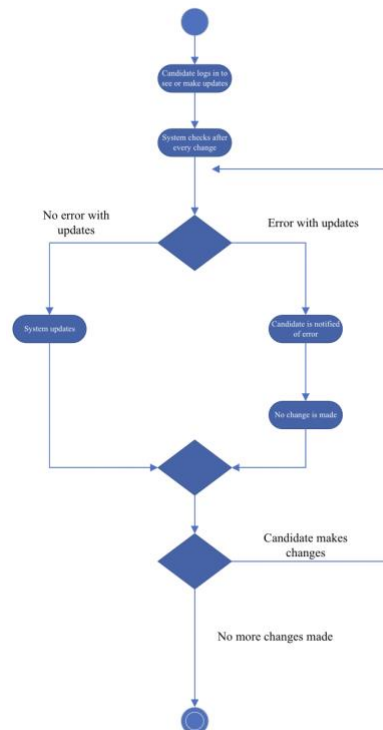 Candidate logs in to
see or make updates
System checks after
every change
No error with
updates
Error with updates
System updates
Candidate is notified
of error
No change is made
Candidate makes
changes
No more changes made